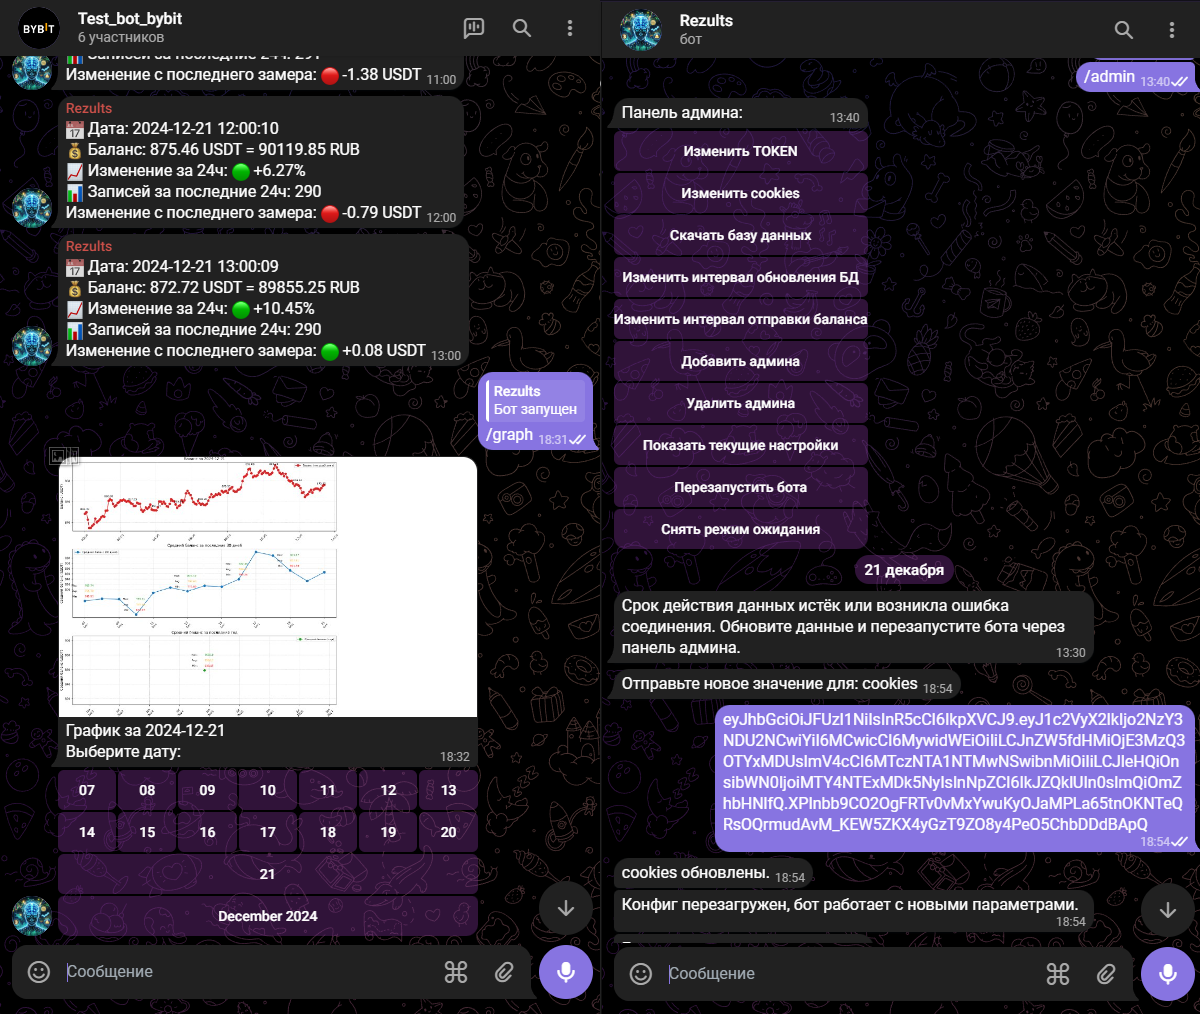 BYBIT
Test_bot_bybit
6 участников
Изменение с последнего замера: 🔴 -1.38 USDT 11:00
Rezults
Дата: 2024-12-21 12:00:10
Баланс: 875.46 USDT = 90119.85 RUB
Изменение за 24ч: 🟢 +6.27%
Записей за последние 24ч: 290
Изменение с последнего замера: 🔴 -0.79 USDT 12:00
Rezults
Дата: 2024-12-21 13:00:09
Баланс: 872.72 USDT = 89855.25 RUB
Изменение за 24ч: 🟢 +10.45%
Записей за последние 24ч: 290
Изменение с последнего замера: 🟢 +0.08 USDT 13:00
Rezults
Бот запущен
/graph 18:31
График за 2024-12-21
Выберите дату: 18:32
07 08 09 10 11 12 13
14 15 16 17 18 19 20
21
December 2024
Сообщение
Rezults
бот
/admin 13:40
Панель админа: 13:40
Изменить TOKEN
Изменить cookies
Скачать базу данных
Изменить интервал обновления БД
Изменить интервал отправки баланса
Добавить админа
Удалить админа
Показать текущие настройки
Перезапустить бота
Снять режим ожидания
21 декабря
Срок действия данных истёк или возникла ошибка
соединения. Обновите данные и перезапустите бота через
панель админа. 13:30
Отправьте новое значение для: cookies 18:54
18:54
cookies обновлены. 18:54
Конфиг перезагружен, бот работает с новыми параметрами.
18:54
Сообщение